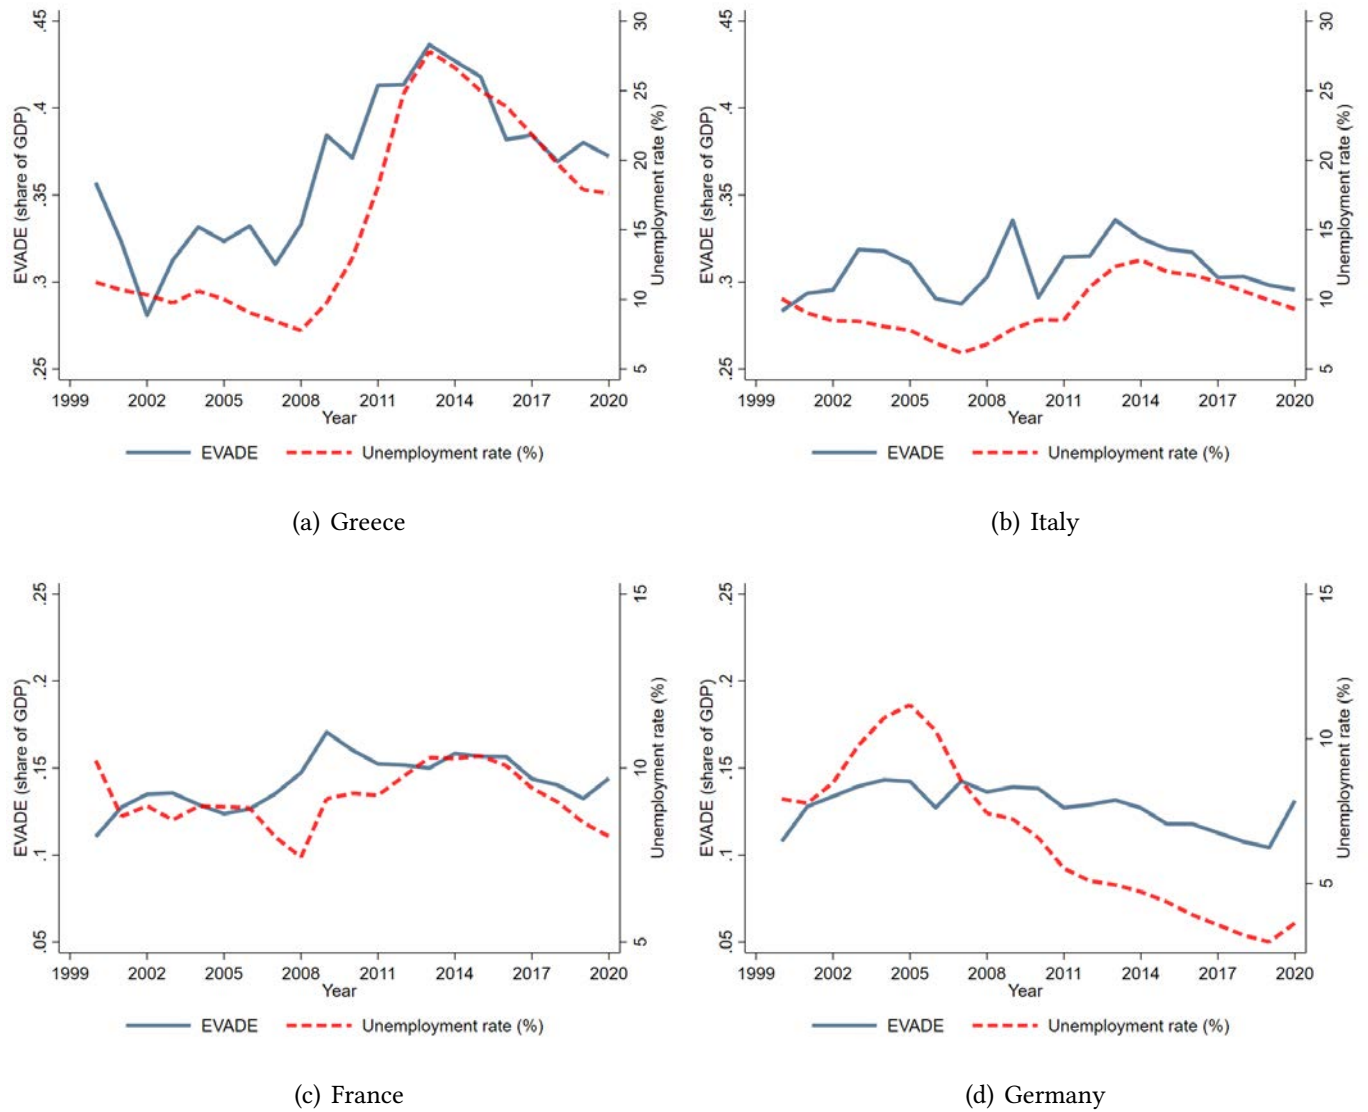 EVADE (share of GDP)
.25 .3 .35 .4 .45
Unemployment rate (%)
5 10 15 20 25 30
1999 2002 2005 2008 2011 2014 2017 2020
Year
EVADE Unemployment rate (%)
(a) Greece
EVADE (share of GDP)
.25 .3 .35 .4 .45
Unemployment rate (%)
5 10 15 20 25 30
1999 2002 2005 2008 2011 2014 2017 2020
Year
EVADE Unemployment rate (%)
(b) Italy
EVADE (share of GDP)
.05 .1 .15 .2 .25
Unemployment rate (%)
5 10 15
1999 2002 2005 2008 2011 2014 2017 2020
Year
EVADE Unemployment rate (%)
(c) France
EVADE (share of GDP)
.05 .1 .15 .2 .25
Unemployment rate (%)
5 10 15
1999 2002 2005 2008 2011 2014 2017 2020
Year
EVADE Unemployment rate (%)
(d) Germany